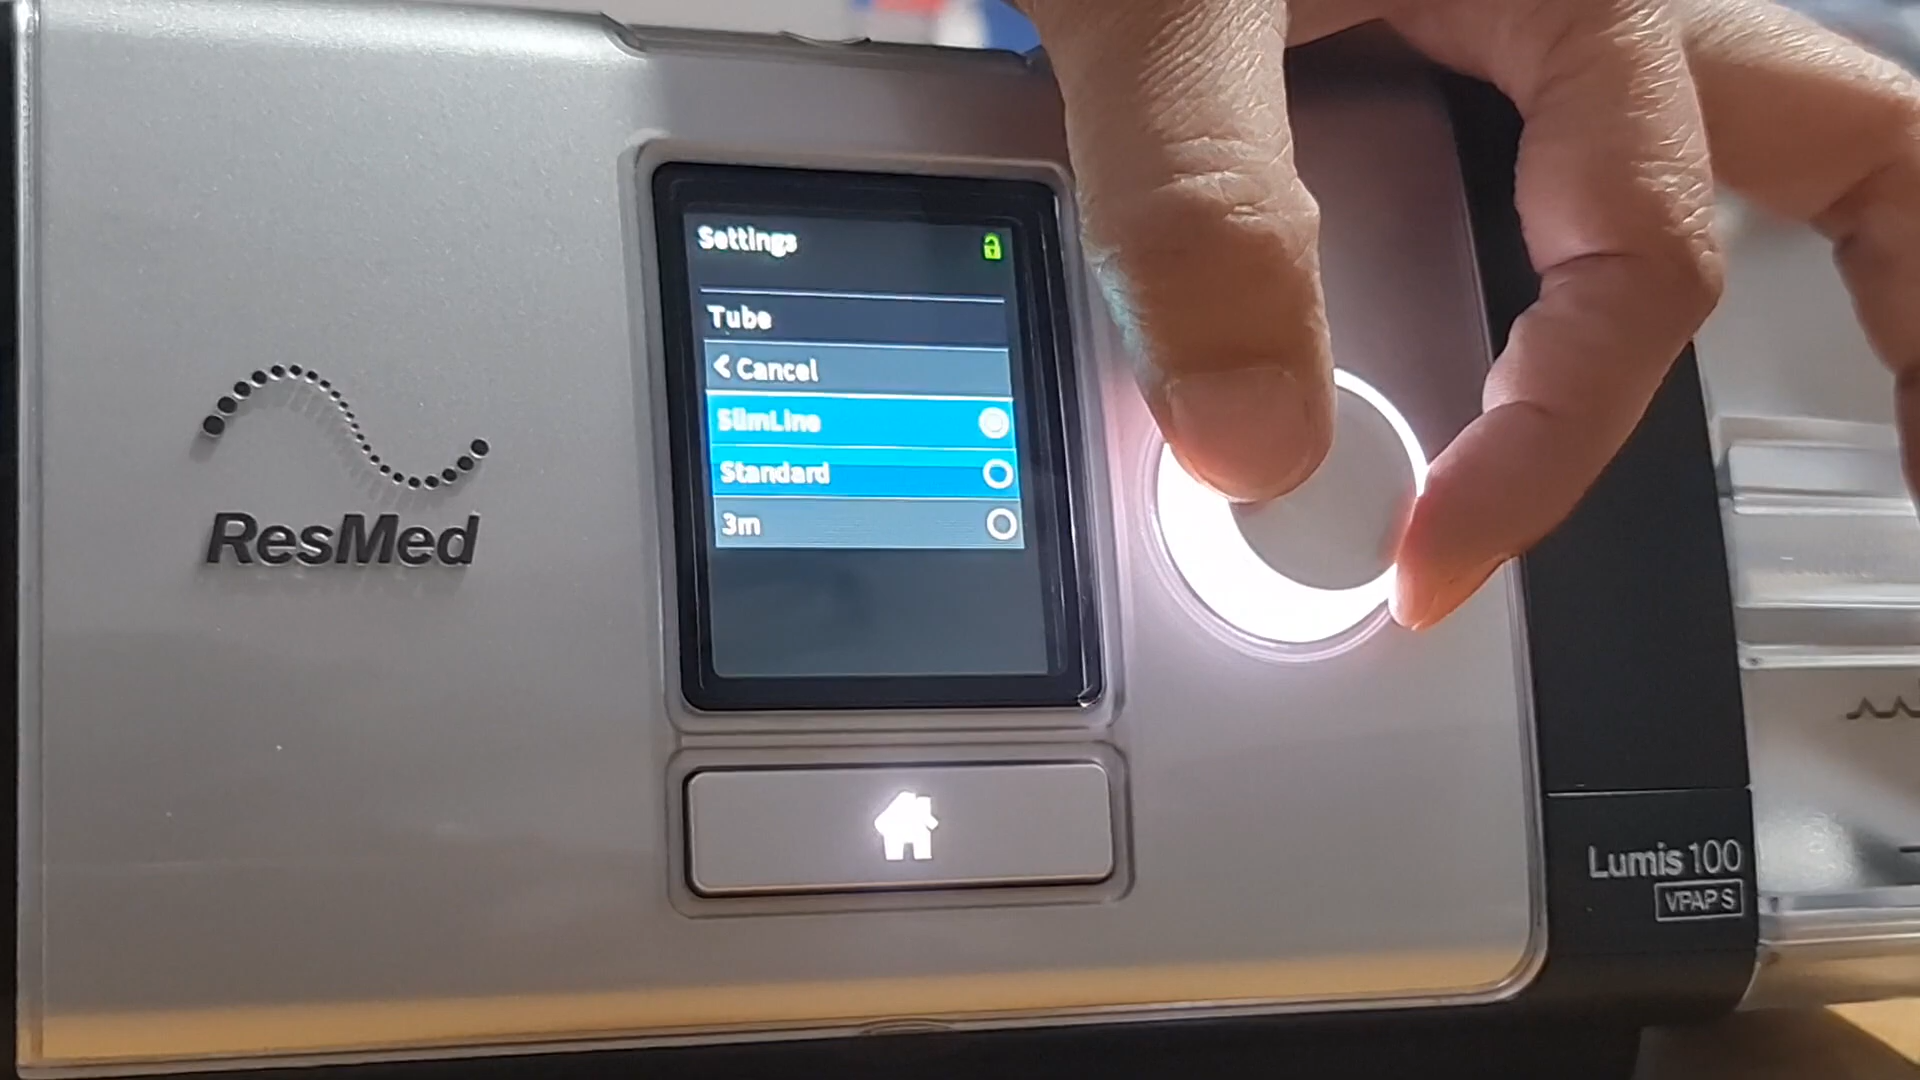 Settings
Tube
< Cancel
SlimLine
Standard
3m
ResMed
Lumis 100
VPAP S